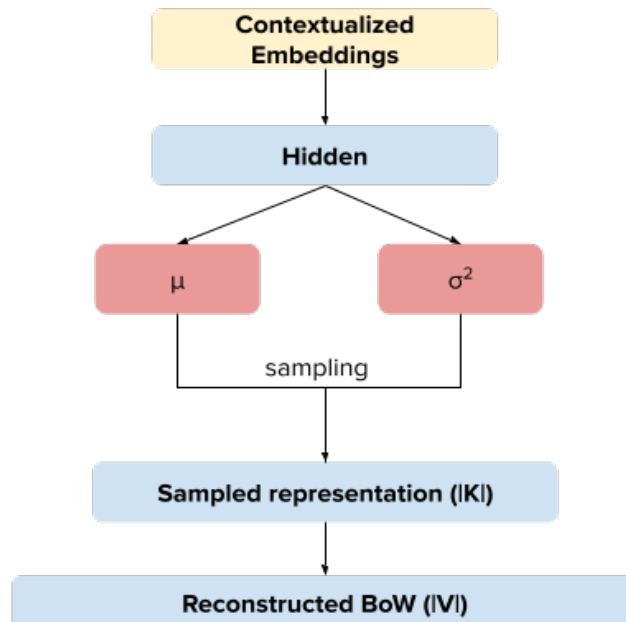 Contextualized
Embeddings
Hidden
μ
σ²
sampling
Sampled representation (|K|)
Reconstructed BoW (|V|)